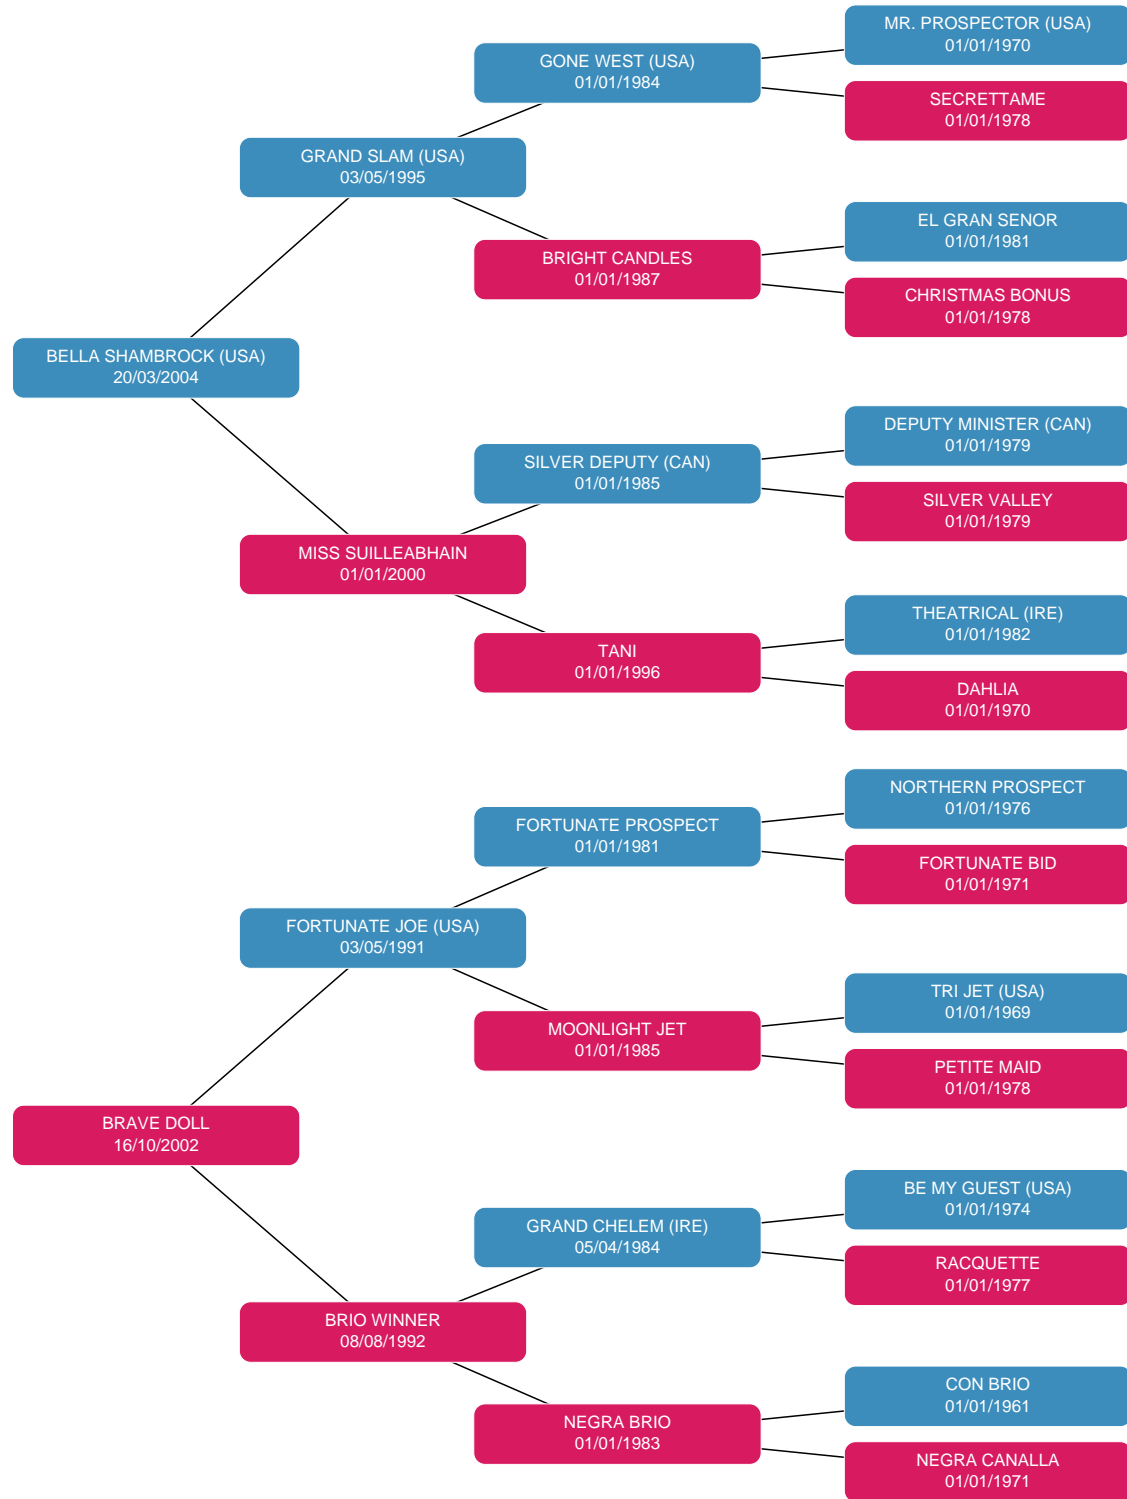 MR. PROSPECTOR (USA)
01/01/1970
GONE WEST (USA)
01/01/1984
SECRETTAME
01/01/1978
GRAND SLAM (USA)
03/05/1995
EL GRAN SENOR
01/01/1981
BRIGHT CANDLES
01/01/1987
CHRISTMAS BONUS
01/01/1978
BELLA SHAMBROCK (USA)
20/03/2004
DEPUTY MINISTER (CAN)
01/01/1979
SILVER DEPUTY (CAN)
01/01/1985
SILVER VALLEY
01/01/1979
MISS SUILLEABHAIN
01/01/2000
THEATRICAL (IRE)
01/01/1982
TANI
01/01/1996
DAHLIA
01/01/1970
NORTHERN PROSPECT
01/01/1976
FORTUNATE PROSPECT
01/01/1981
FORTUNATE BID
01/01/1971
FORTUNATE JOE (USA)
03/05/1991
TRI JET (USA)
01/01/1969
MOONLIGHT JET
01/01/1985
PETITE MAID
01/01/1978
BRAVE DOLL
16/10/2002
BE MY GUEST (USA)
01/01/1974
GRAND CHELEM (IRE)
05/04/1984
RACQUETTE
01/01/1977
BRIO WINNER
08/08/1992
CON BRIO
01/01/1961
NEGRA BRIO
01/01/1983
NEGRA CANALLA
01/01/1971